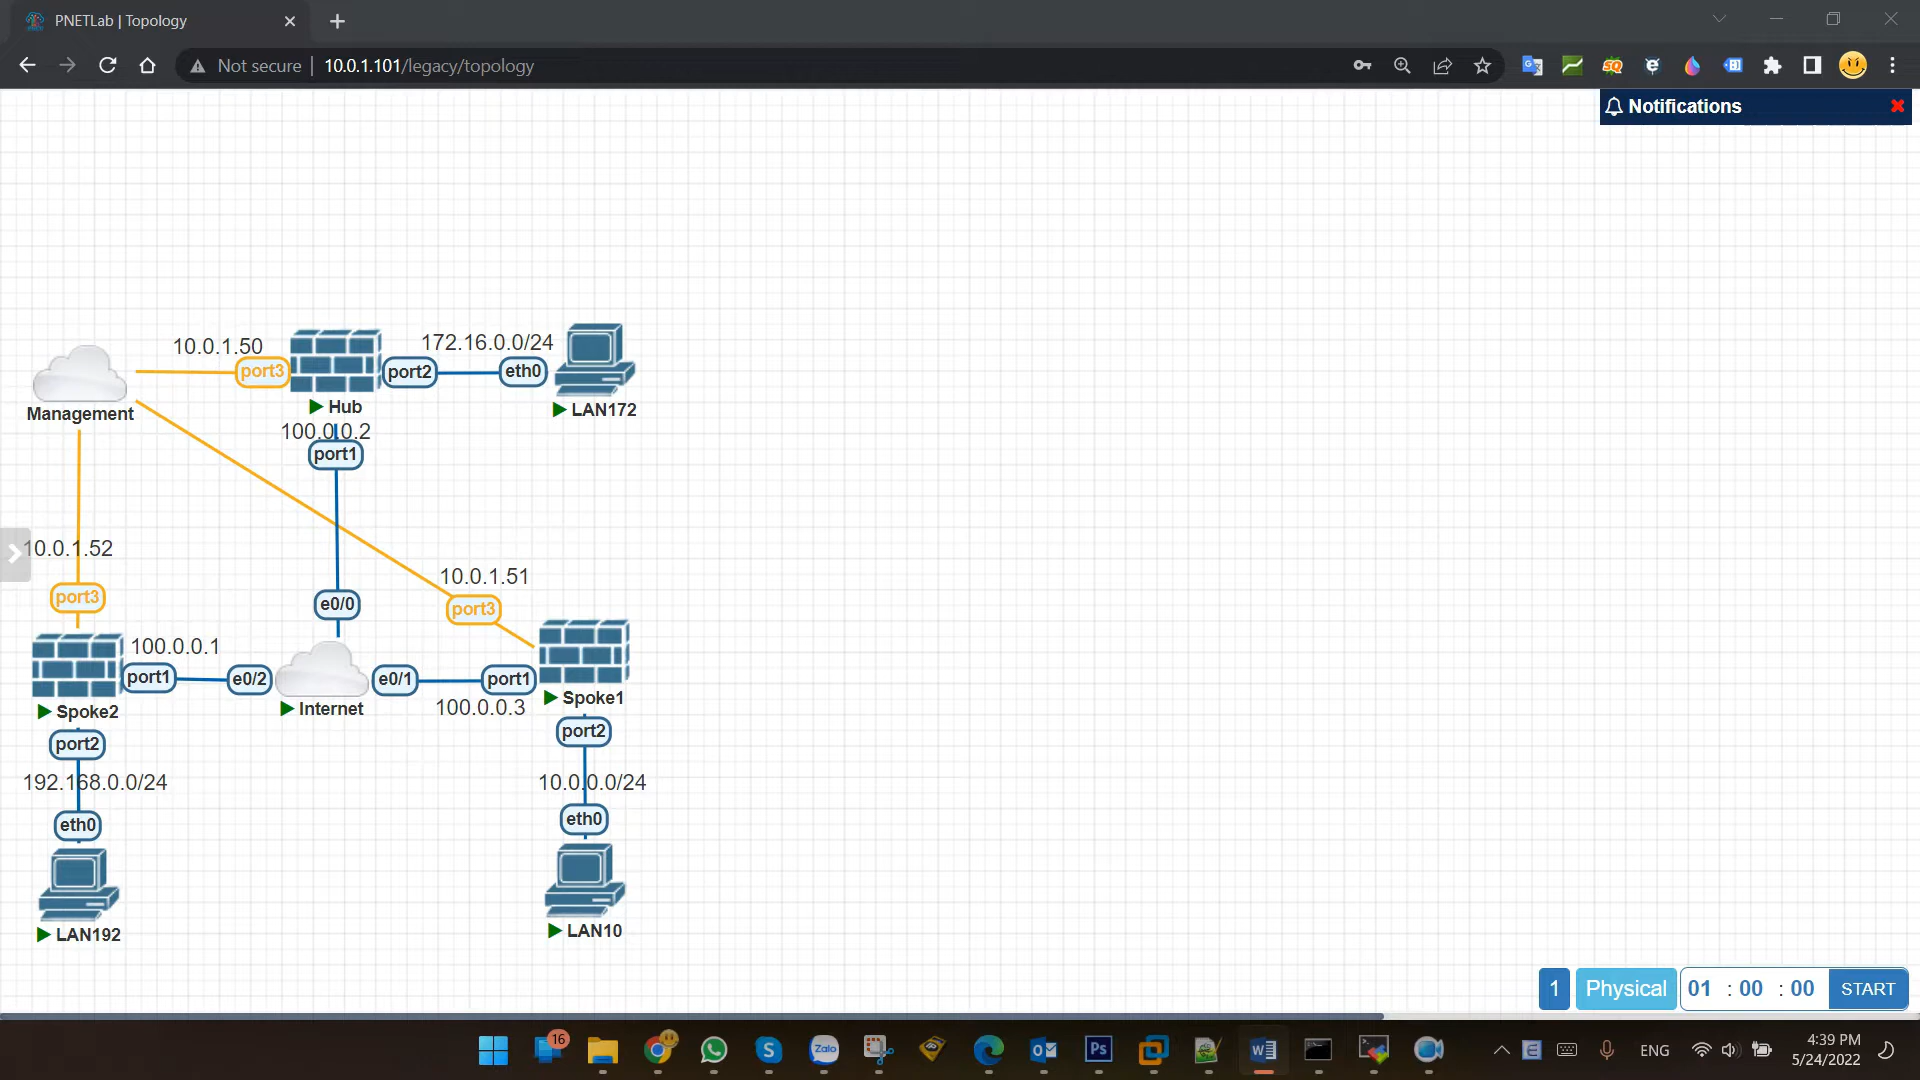 PNETLab | Topology
Not secure
10.0.1.101/legacy/topology
Notifications
10.0.1.50
172.16.0.0/24
port3
port2
eth0
Management
Hub
LAN172
100.0.0.2
port1
10.0.1.52
10.0.1.51
port3
e0/0
port3
100.0.0.1
port1
e0/2
e0/1
port1
Spoke2
Internet
100.0.0.3
Spoke1
port2
port2
192.168.0.0/24
10.0.0.0/24
eth0
eth0
LAN192
LAN10
1
Physical
01 : 00 : 00
START
16
Zalo
Ps
E
ENG
4:39 PM
5/24/2022